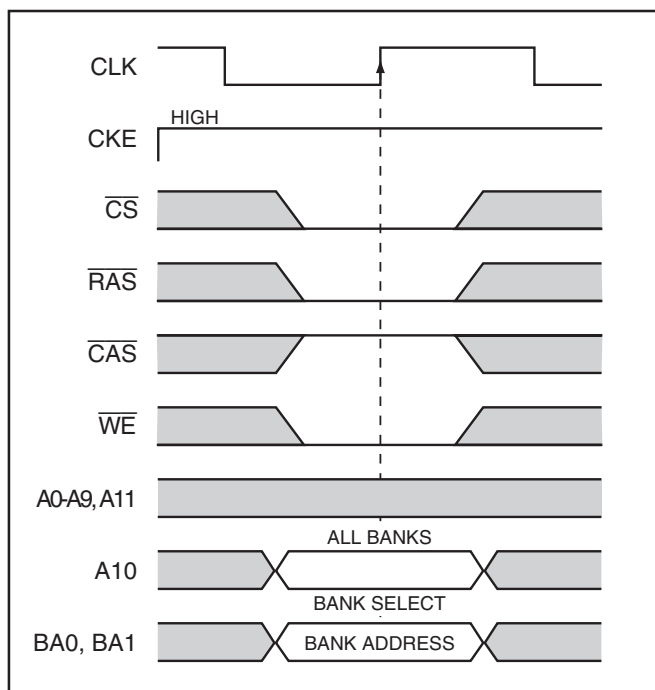 CLK
HIGH
CKE
CS
RAS
CAS
WE
A0-A9, A11
ALL BANKS
A10
BANK SELECT
BA0, BA1
BANK ADDRESS